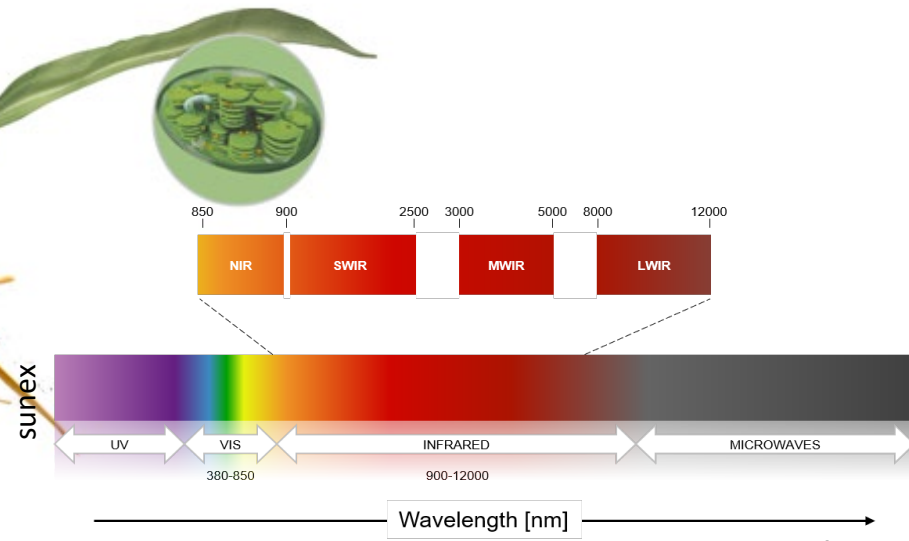 850 900 2500 3000 5000 8000 12000
NIR SWIR MWIR LWIR
sunex
UV VIS INFRARED MICROWAVES
380-850 900-12000
Wavelength [nm]